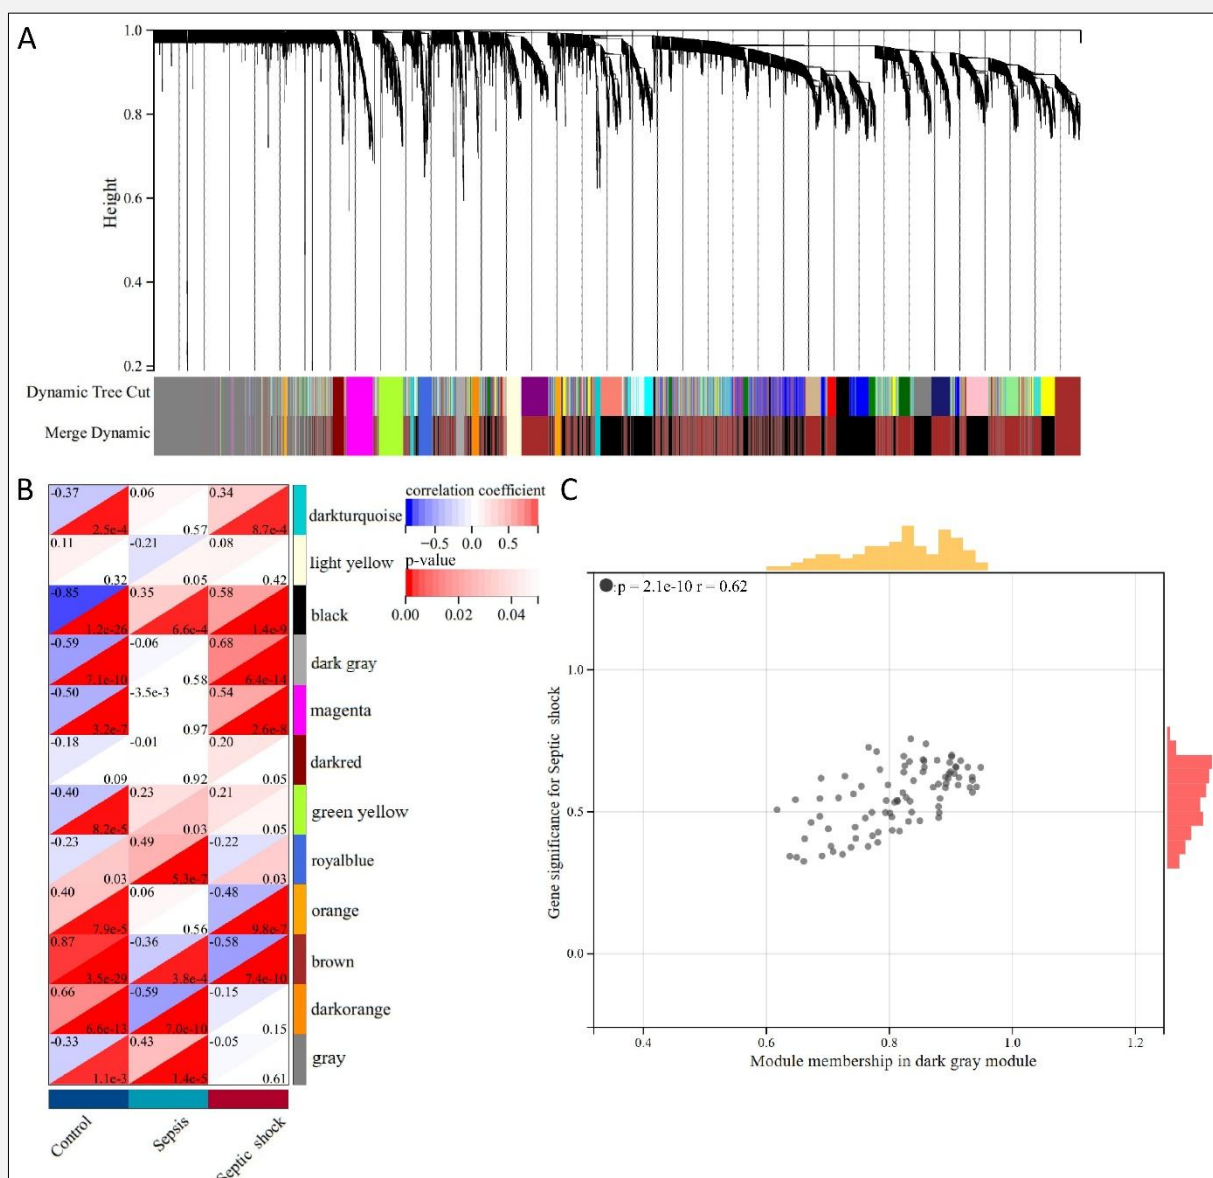 A
1.0
0.8
0.6
0.4
0.2
Height
Dynamic Tree Cut
Merge Dynamic
B
-0.37 0.06 0.34
2.5e-4 0.57 8.7e-4
darkturquoise
0.11 -0.21 0.08
0.32 0.05 0.42
light yellow
-0.85 0.35 0.58
1.2e-26 6.6e-4 1.4e-9
black
-0.59 -0.06 0.68
7.1e-10 0.58 6.4e-14
dark gray
-0.50 -3.5e-3 0.54
3.2e-7 0.97 2.6e-8
magenta
-0.18 -0.01 0.20
0.09 0.92 0.05
darkred
-0.40 0.23 0.21
8.2e-5 0.03 0.05
green yellow
-0.23 0.49 -0.22
0.03 5.3e-7 0.03
royalblue
0.40 0.06 -0.48
7.9e-5 0.56 9.8e-7
orange
0.87 -0.36 -0.58
3.5e-29 3.8e-4 7.4e-10
brown
0.66 -0.59 -0.15
6.6e-13 7.0e-10 0.15
darkorange
-0.33 0.43 -0.05
1.1e-3 1.4e-5 0.61
gray
Control
Sepsis
Septic shock
correlation coefficient
-0.5 0.0 0.5
p-value
0.00 0.02 0.04
C
:p = 2.1e-10 r = 0.62
1.0
0.5
0.0
Gene significance for Septic shock
0.4 0.6 0.8 1.0 1.2
Module membership in dark gray module